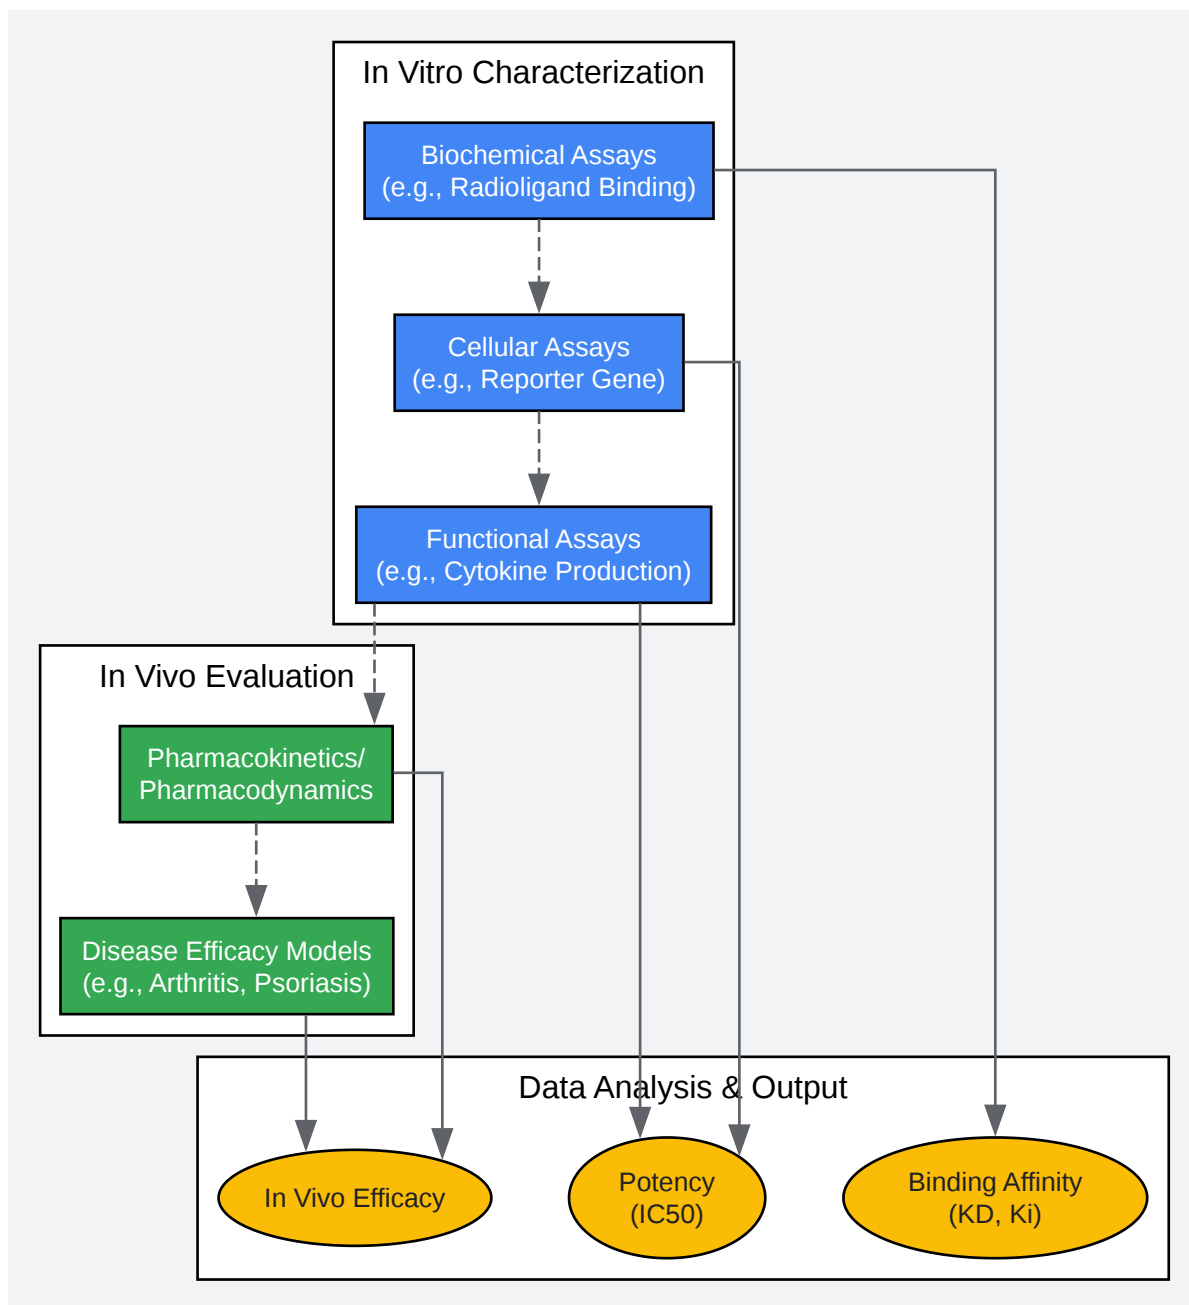 In Vitro Characterization
Biochemical Assays
(e.g., Radioligand Binding)
Cellular Assays
(e.g., Reporter Gene)
Functional Assays
(e.g., Cytokine Production)
In Vivo Evaluation
Pharmacokinetics/
Pharmacodynamics
Disease Efficacy Models
(e.g., Arthritis, Psoriasis)
Data Analysis & Output
In Vivo Efficacy
Potency
(IC50)
Binding Affinity
(KD, Ki)